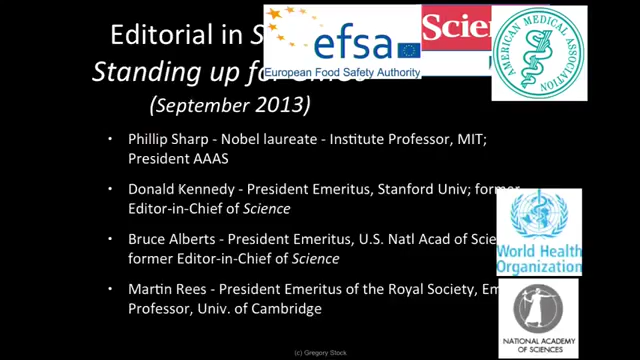 Editorial in S
Standing up for
(September 2013)
efsa
European Food Safety Authority
Scien
AMERICAN MEDICAL ASSOCIATION
• Phillip Sharp - Nobel laureate - Institute Professor, MIT;
President AAAS
• Donald Kennedy - President Emeritus, Stanford Univ; former
Editor-in-Chief of Science
• Bruce Alberts - President Emeritus, U.S. Natl Acad of Scie
former Editor-in-Chief of Science
• Martin Rees - President Emeritus of the Royal Society, Em
Professor, Univ. of Cambridge
World Health
Organization
NATIONAL ACADEMY
OF SCIENCES
(c) Gregory Stock